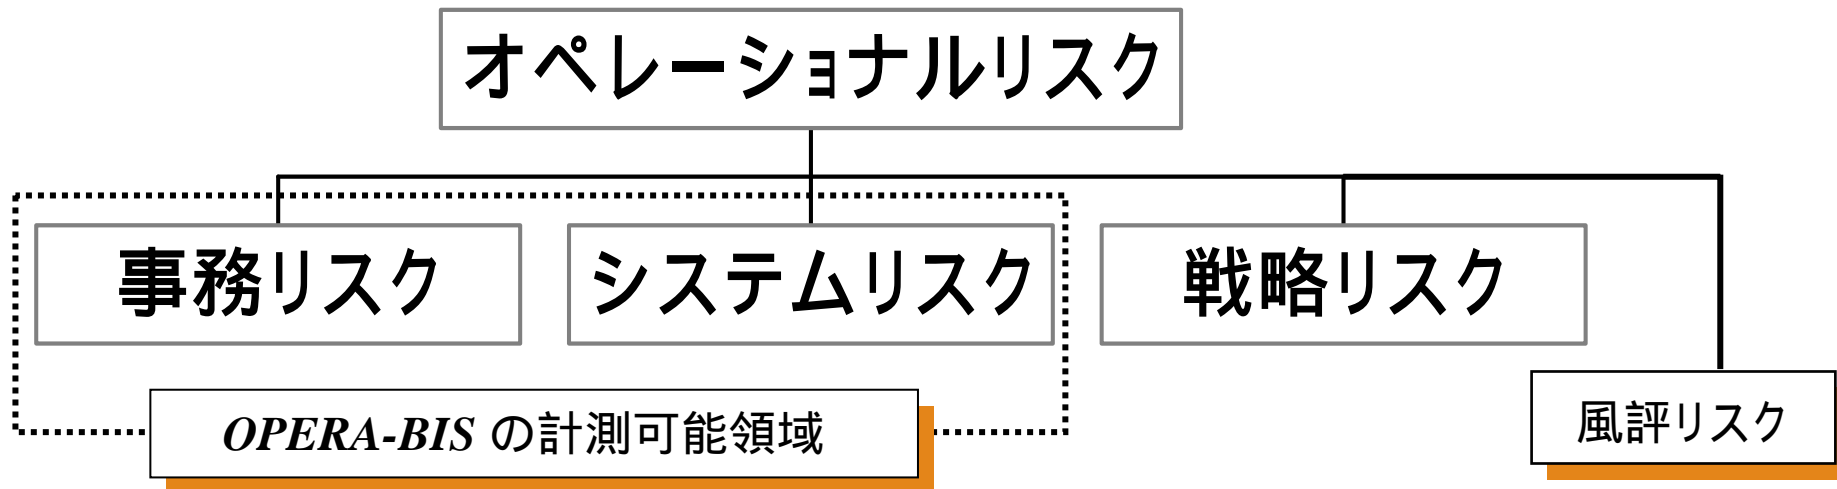 オペレーショナルリスク
事務リスク
システムリスク
戦略リスク
OPERA-BIS の計測可能領域
風評リスク